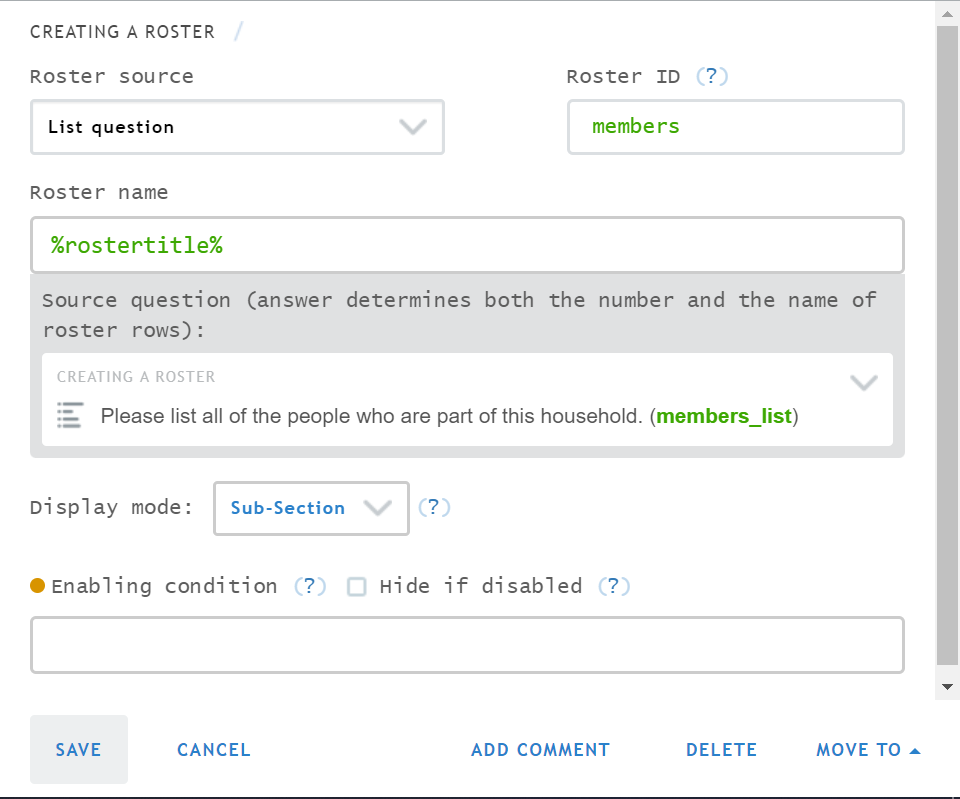 CREATING A ROSTER /
Roster source
Roster ID (?)
List question
members
Roster name
%rostertitle%
Source question (answer determines both the number and the name of
roster rows):
CREATING A ROSTER
Please list all of the people who are part of this household. (members_list)
Display mode: Sub-Section (?)
Enabling condition (?) Hide if disabled (?)
SAVE CANCEL ADD COMMENT DELETE MOVE TO